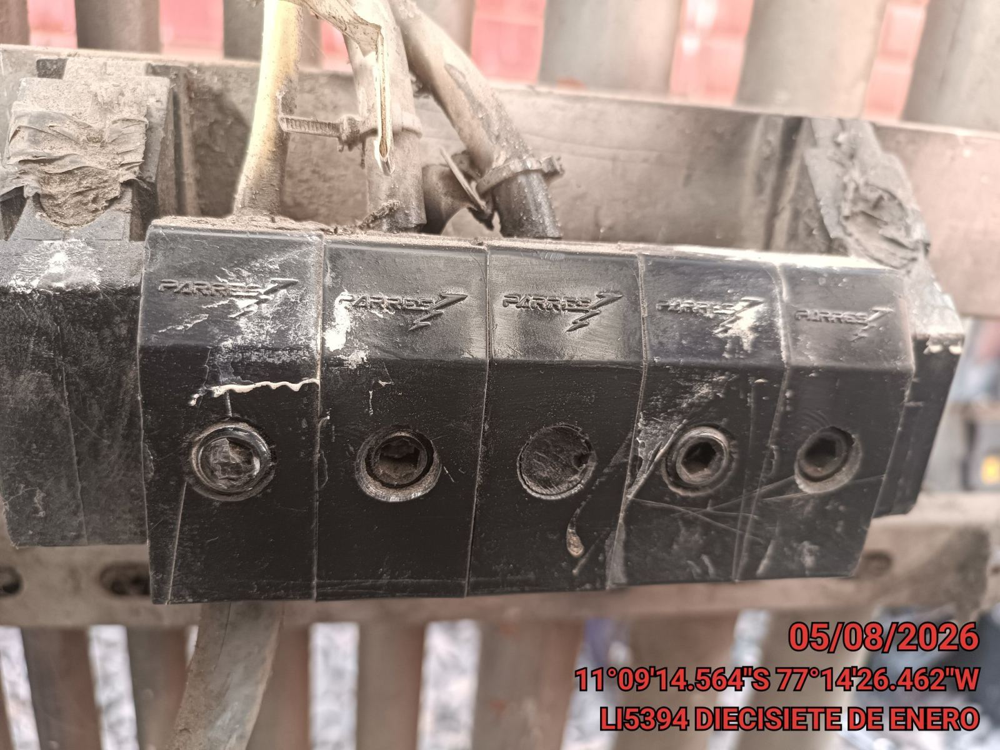 PARRES
PARRES
PARRES
PARRES
PARRES
05/08/2026
11°09'14.564"S 77°14'26.462"W
LI5394 DIECISIETE DE ENERO